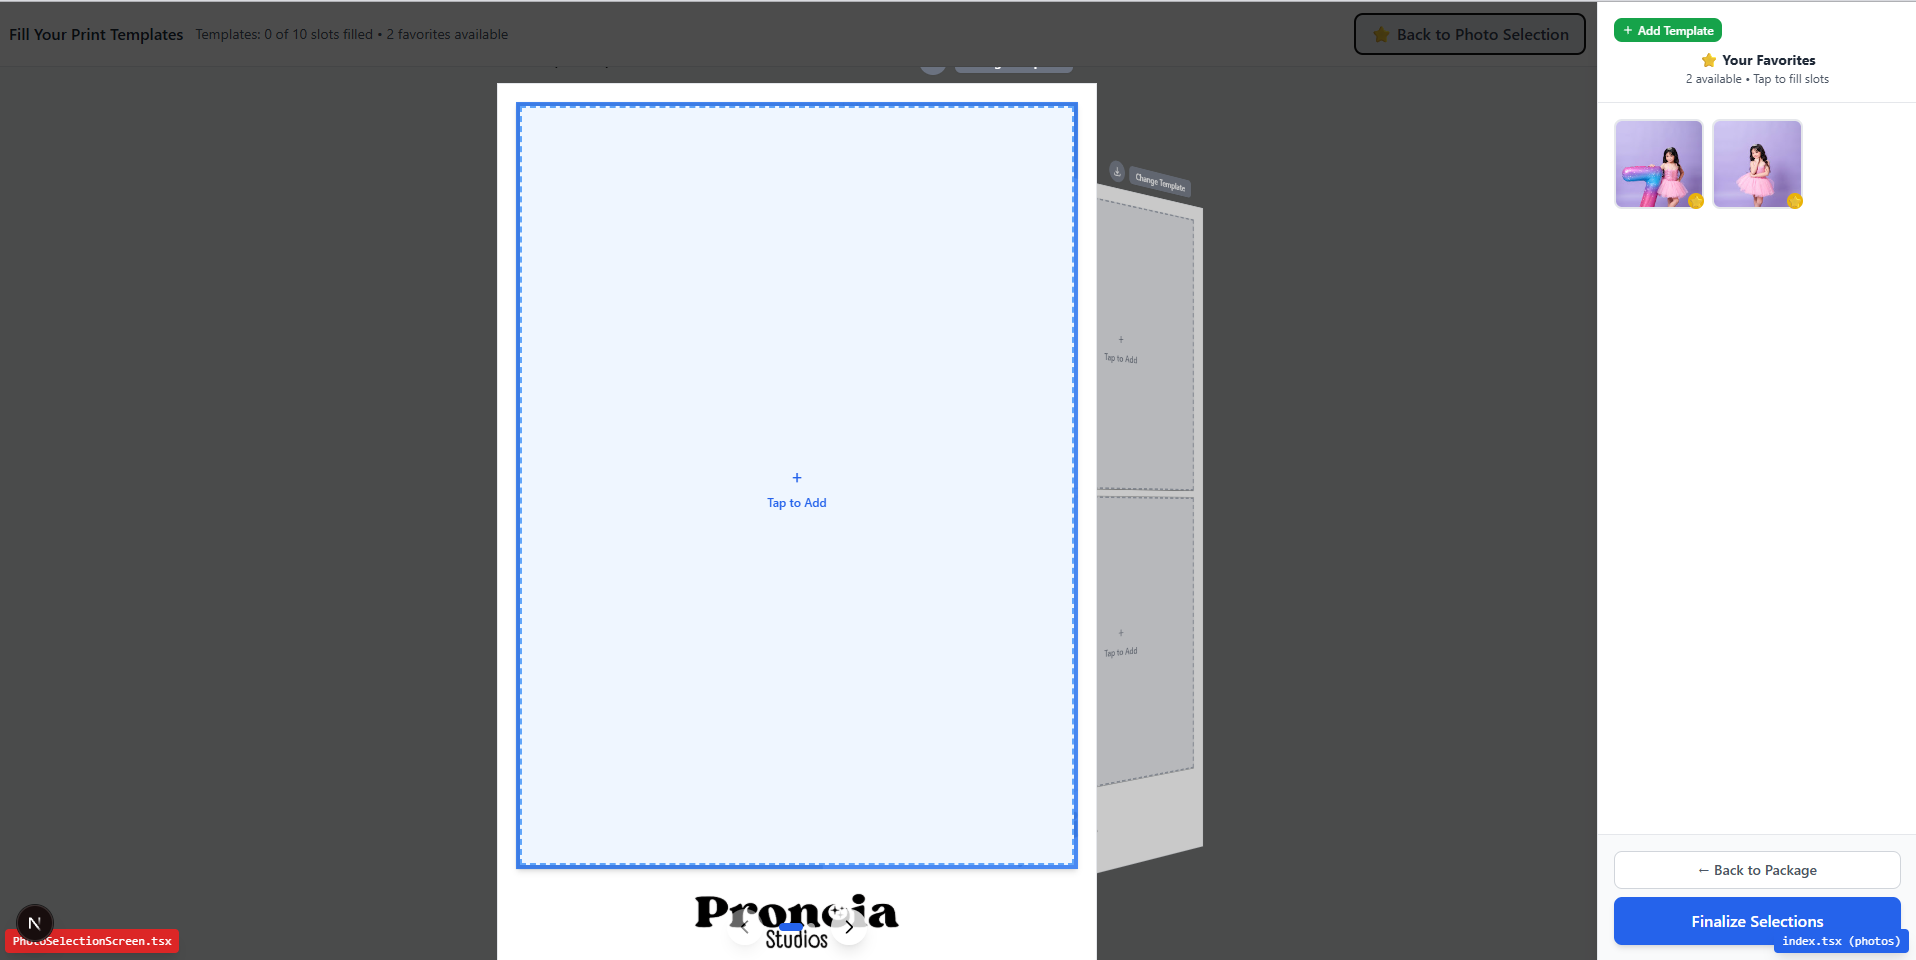 Fill Your Print Templates
Templates: 0 of 10 slots filled • 2 favorites available
Back to Photo Selection
+ Add Template
Your Favorites
2 available • Tap to fill slots
Change Template
+
Tap to Add
+
Tap to Add
+
Tap to Add
Studios
← Back to Package
Finalize Selections
index.tsx (photos)
N
PhotoSelectionScreen.tsx